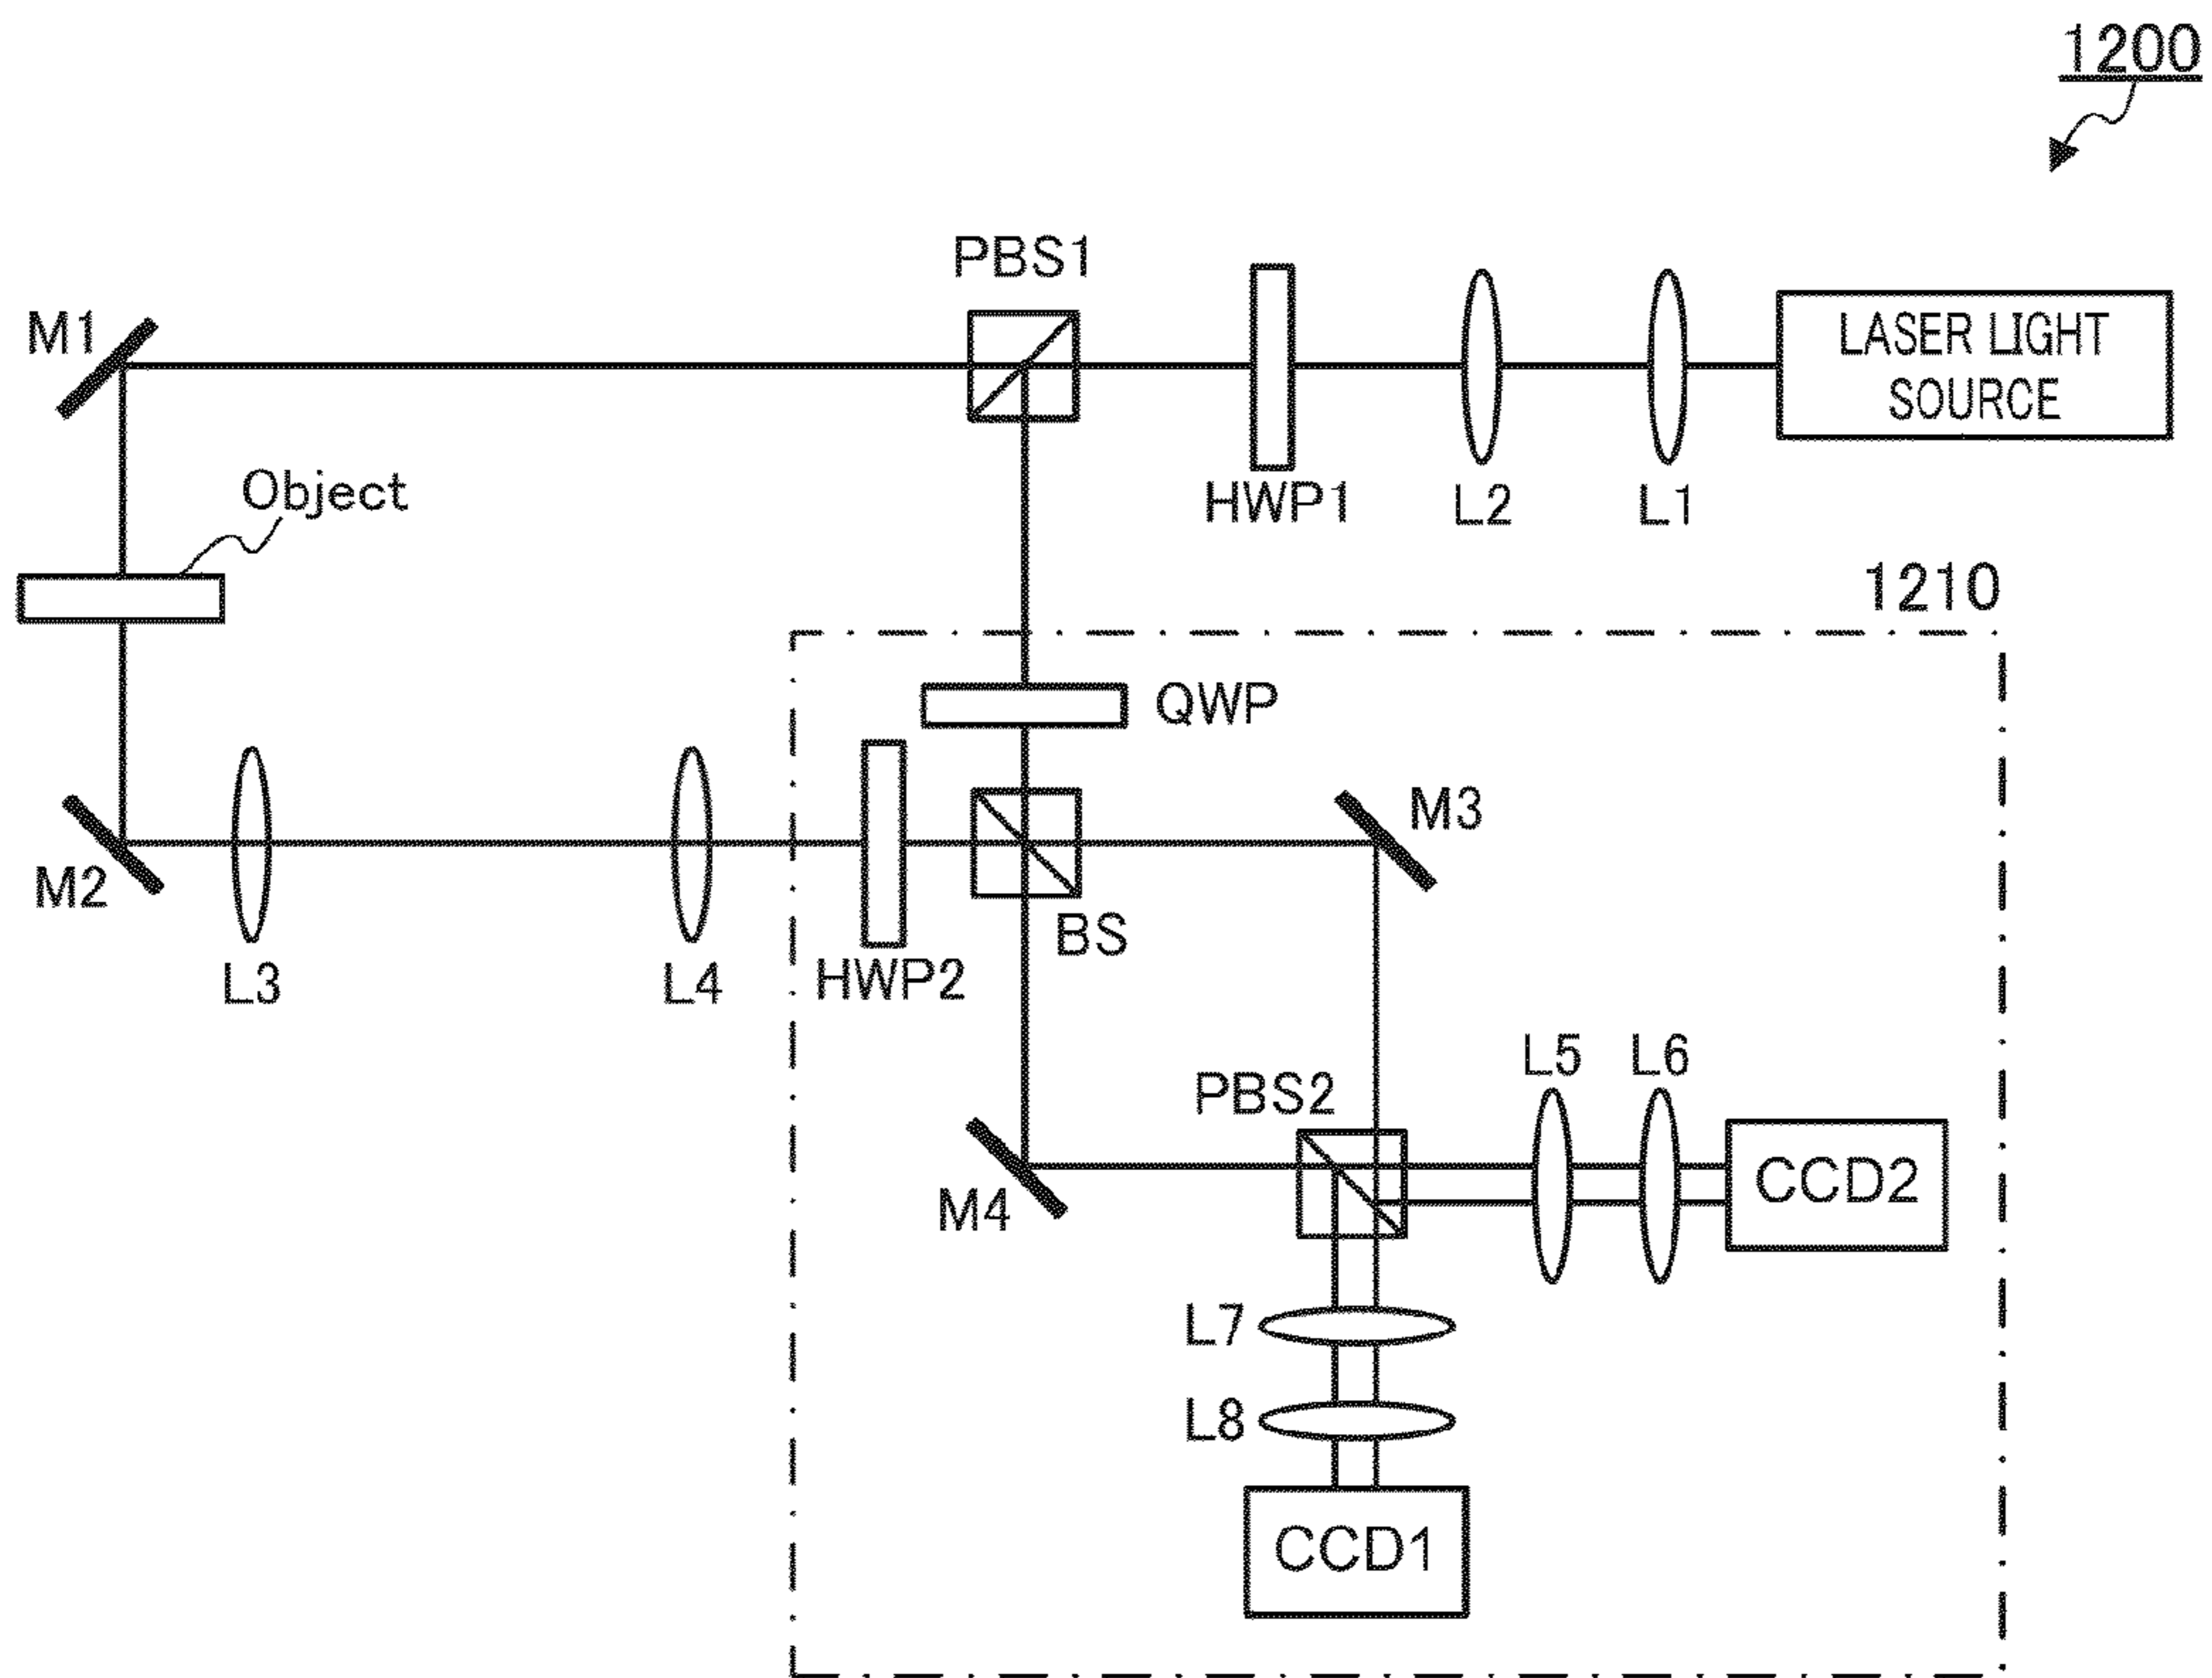 1200
PBS1
M1
LASER LIGHT
SOURCE
Object
HWP1
L2
L1
1210
QWP
M3
M2
BS
L3
L4
HWP2
L5
L6
PBS2
CCD2
M4
L7
L8
CCD1